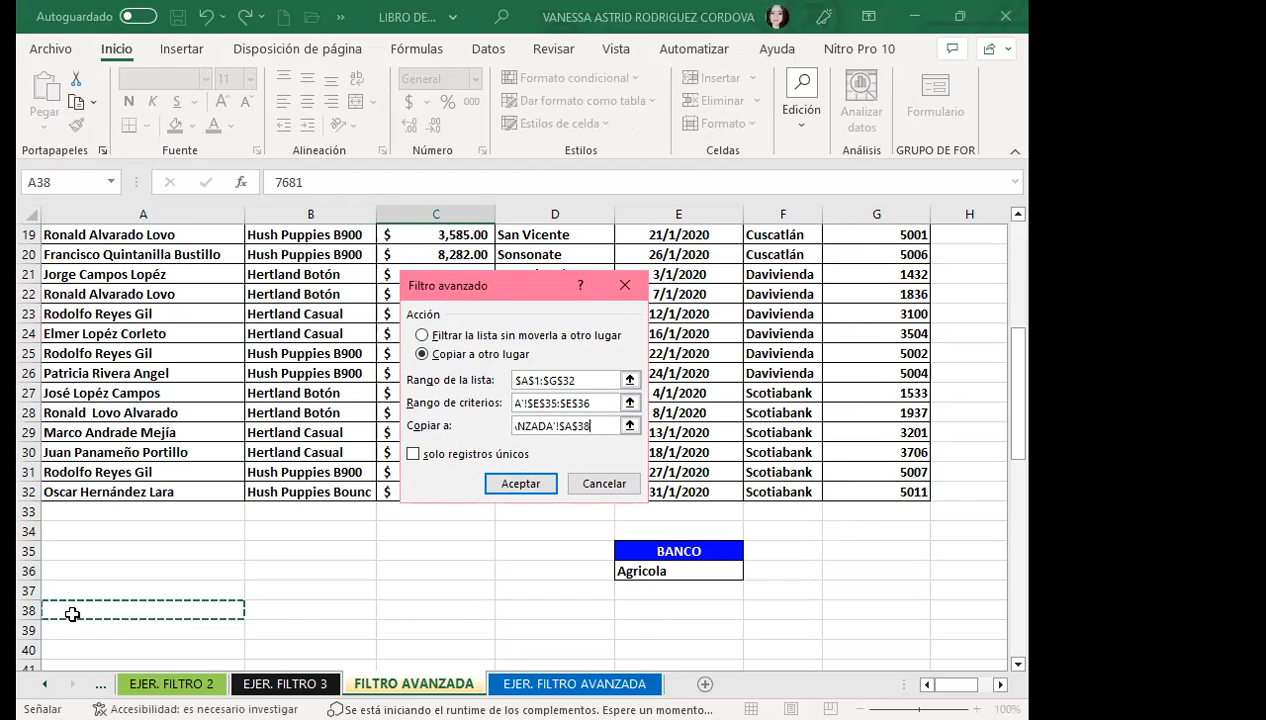 Autoguardado
LIBRO DE...
VANESSA ASTRID RODRIGUEZ CORDOVA
Archivo Inicio Insertar Disposición de página Fórmulas Datos Revisar Vista Automatizar Ayuda Nitro Pro 10
Pegar
11
General
Formato condicional
Dar formato como tabla
Estilos de celda
Insertar
Eliminar
Formato
Edición
Analizar datos
Formulario
N K S
$ % 000
Portapapeles Fuente Alineación Número Estilos Celdas Análisis GRUPO DE FOR
A38 fx 7681
A B C D E F G H
19 Ronald Alvarado Lovo Hush Puppies B900 $ 3,585.00 San Vicente 21/1/2020 Cuscatlán 5001
20 Francisco Quintanilla Bustillo Hush Puppies B900 $ 8,282.00 Sonsonate 26/1/2020 Cuscatlán 5006
21 Jorge Campos Lopéz Hertland Botón $ 3/1/2020 Davivienda 1432
22 Ronald Alvarado Lovo Hertland Botón $ 7/1/2020 Davivienda 1836
23 Rodolfo Reyes Gil Hertland Casual $ 12/1/2020 Davivienda 3100
24 Elmer Lopéz Corleto Hertland Casual $ 16/1/2020 Davivienda 3504
25 Rodolfo Reyes Gil Hush Puppies B900 $ 22/1/2020 Davivienda 5002
26 Patricia Rivera Angel Hush Puppies B900 $ 24/1/2020 Davivienda 5004
27 José Lopéz Campos Hertland Botón $ 4/1/2020 Scotiabank 1533
28 Ronald Lovo Alvarado Hertland Botón $ 8/1/2020 Scotiabank 1937
29 Marco Andrade Mejía Hertland Casual $ 13/1/2020 Scotiabank 3201
30 Juan Panameño Portillo Hertland Casual $ 18/1/2020 Scotiabank 3706
31 Rodolfo Reyes Gil Hush Puppies B900 $ 27/1/2020 Scotiabank 5007
32 Oscar Hernández Lara Hush Puppies Bounc $ 31/1/2020 Scotiabank 5011
33
34
35 BANCO
36 Agricola
37
38
39
40
41
Filtro avanzado ?
Acción
Filtrar la lista sin moverla a otro lugar
Copiar a otro lugar
Rango de la lista: $A$1:$G$32
Rango de criterios: A'!$E$35:$E$36
Copiar a: NZADA'!$A$38
Solo registros únicos
Aceptar Cancelar
... EJER. FILTRO 2 EJER. FILTRO 3 FILTRO AVANZADA EJER. FILTRO AVANZADA
Señalar Accesibilidad: es necesario investigar Se está iniciando el runtime de los complementos. Espere un momento... 100%